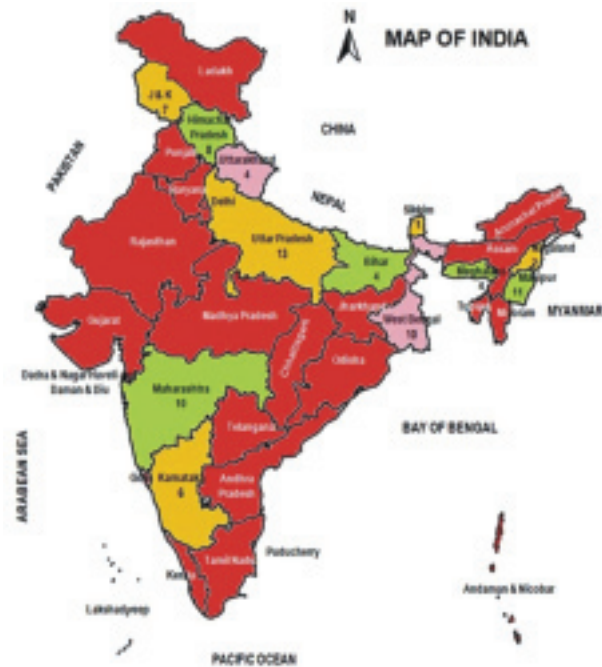 N
MAP OF INDIA
Ladakh
J & K
7
Himachal
Pradesh
8
CHINA
Punjab
Uttarakhand
4
PAKISTAN
Haryana
Delhi
NEPAL
Sikkim
1
Arunachal Pradesh
Rajasthan
Uttar Pradesh
13
Bihar
4
Assam
Nagaland
Meghalaya
Manipur
11
Jharkhand
West Bengal
10
Mizoram
MYANMAR
Gujarat
Madhya Pradesh
Chhattisgarh
Odisha
Dadra & Nagar Haveli and
Daman & Diu
Maharashtra
10
Telangana
BAY OF BENGAL
ARABEAN SEA
Goa
Karnataka
6
Andhra
Pradesh
Puducherry
Tamil Nadu
Kerala
Lakshadweep
Andaman & Nicobar
PACIFIC OCEAN